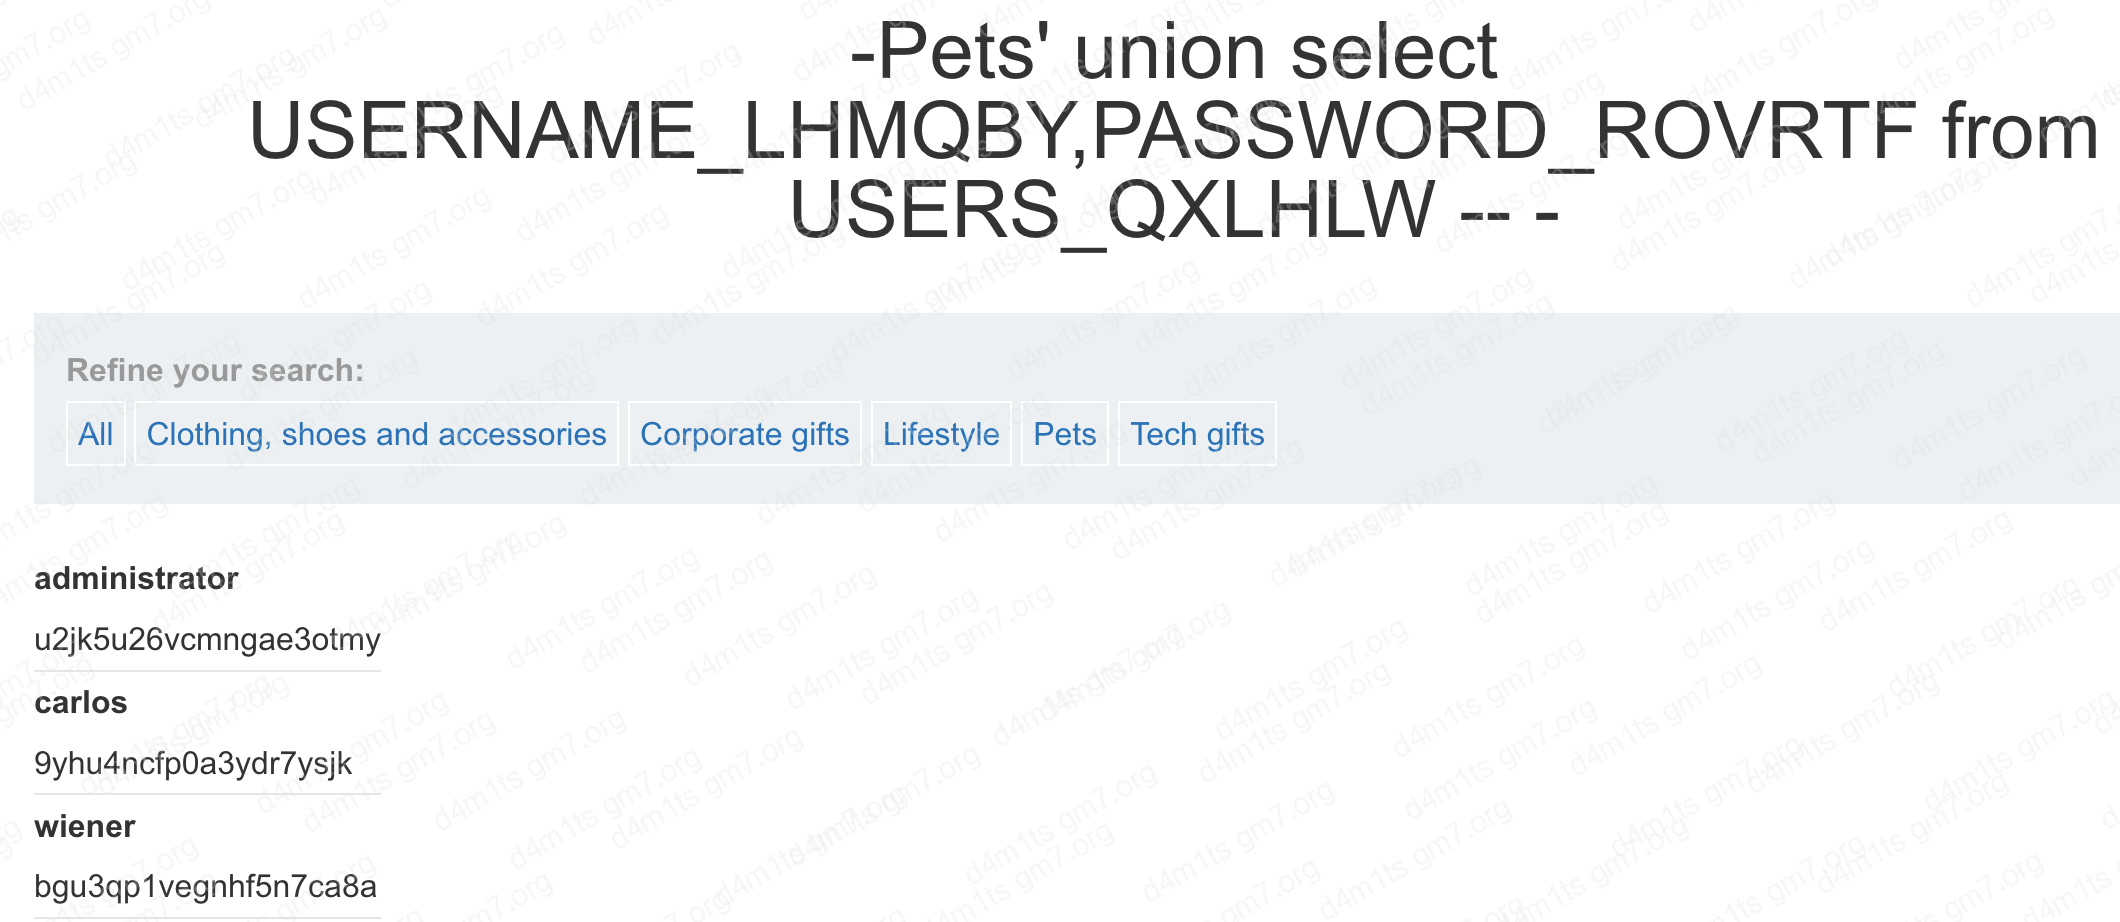 -Pets' union select
USERNAME_LHMQBY,PASSWORD_ROVRTF from
USERS_QXLHLW -- -
Refine your search:
All Clothing, shoes and accessories Corporate gifts Lifestyle Pets Tech gifts
administrator
u2jk5u26vcmngae3otmy
carlos
9yhu4ncfp0a3ydr7ysjk
wiener
bgu3qp1vegnhf5n7ca8a
d4m1ts gm7.org